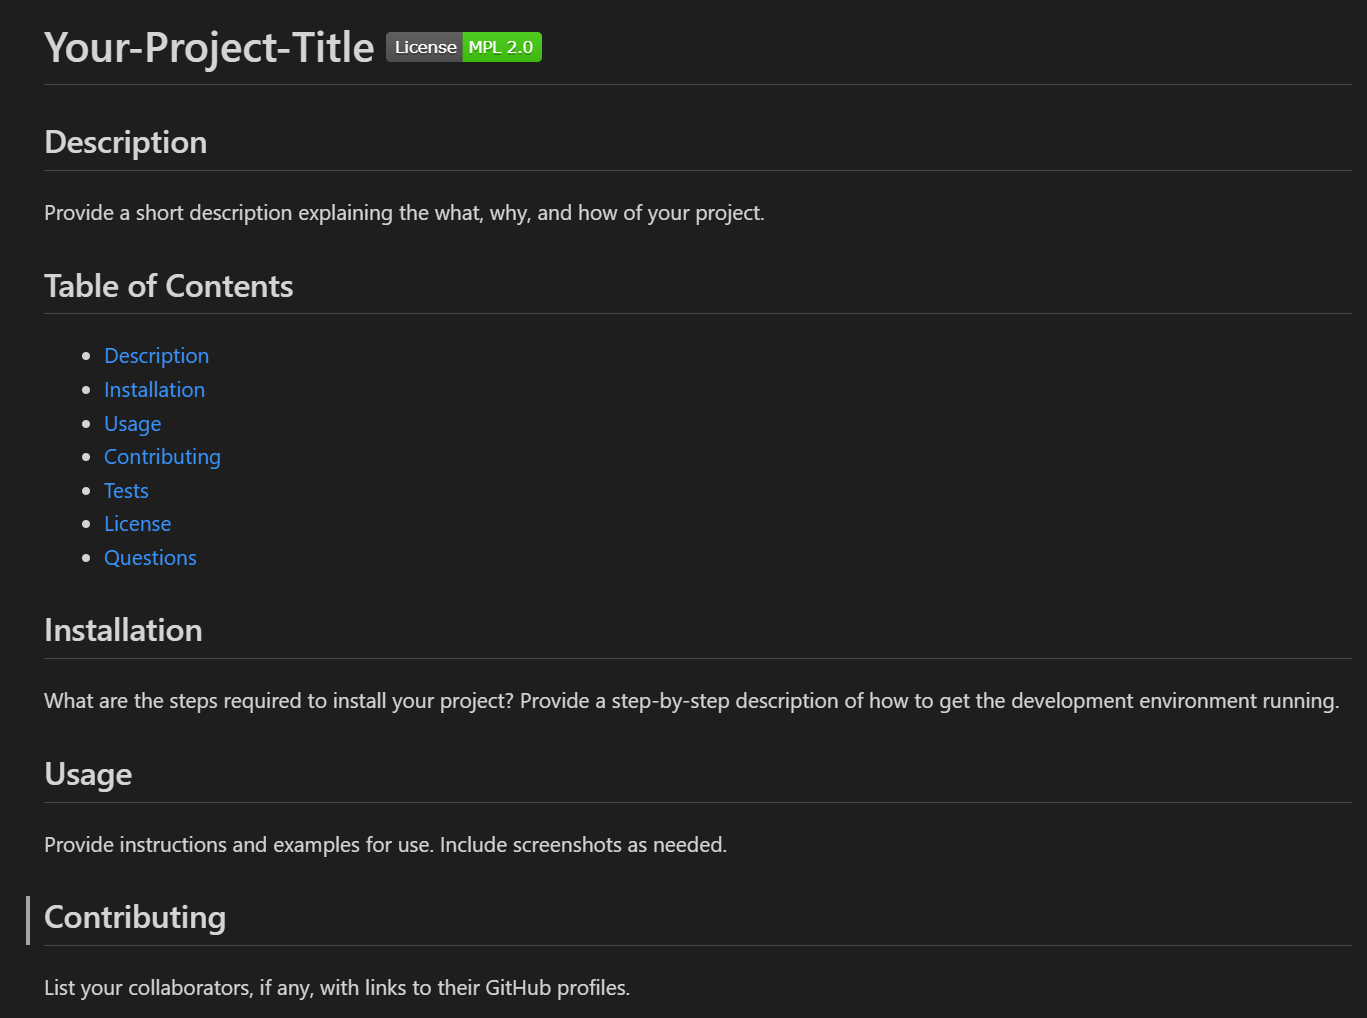 Your-Project-Title License MPL 2.0
Description
Provide a short description explaining the what, why, and how of your project.
Table of Contents
Description
Installation
Usage
Contributing
Tests
License
Questions
Installation
What are the steps required to install your project? Provide a step-by-step description of how to get the development environment running.
Usage
Provide instructions and examples for use. Include screenshots as needed.
Contributing
List your collaborators, if any, with links to their GitHub profiles.